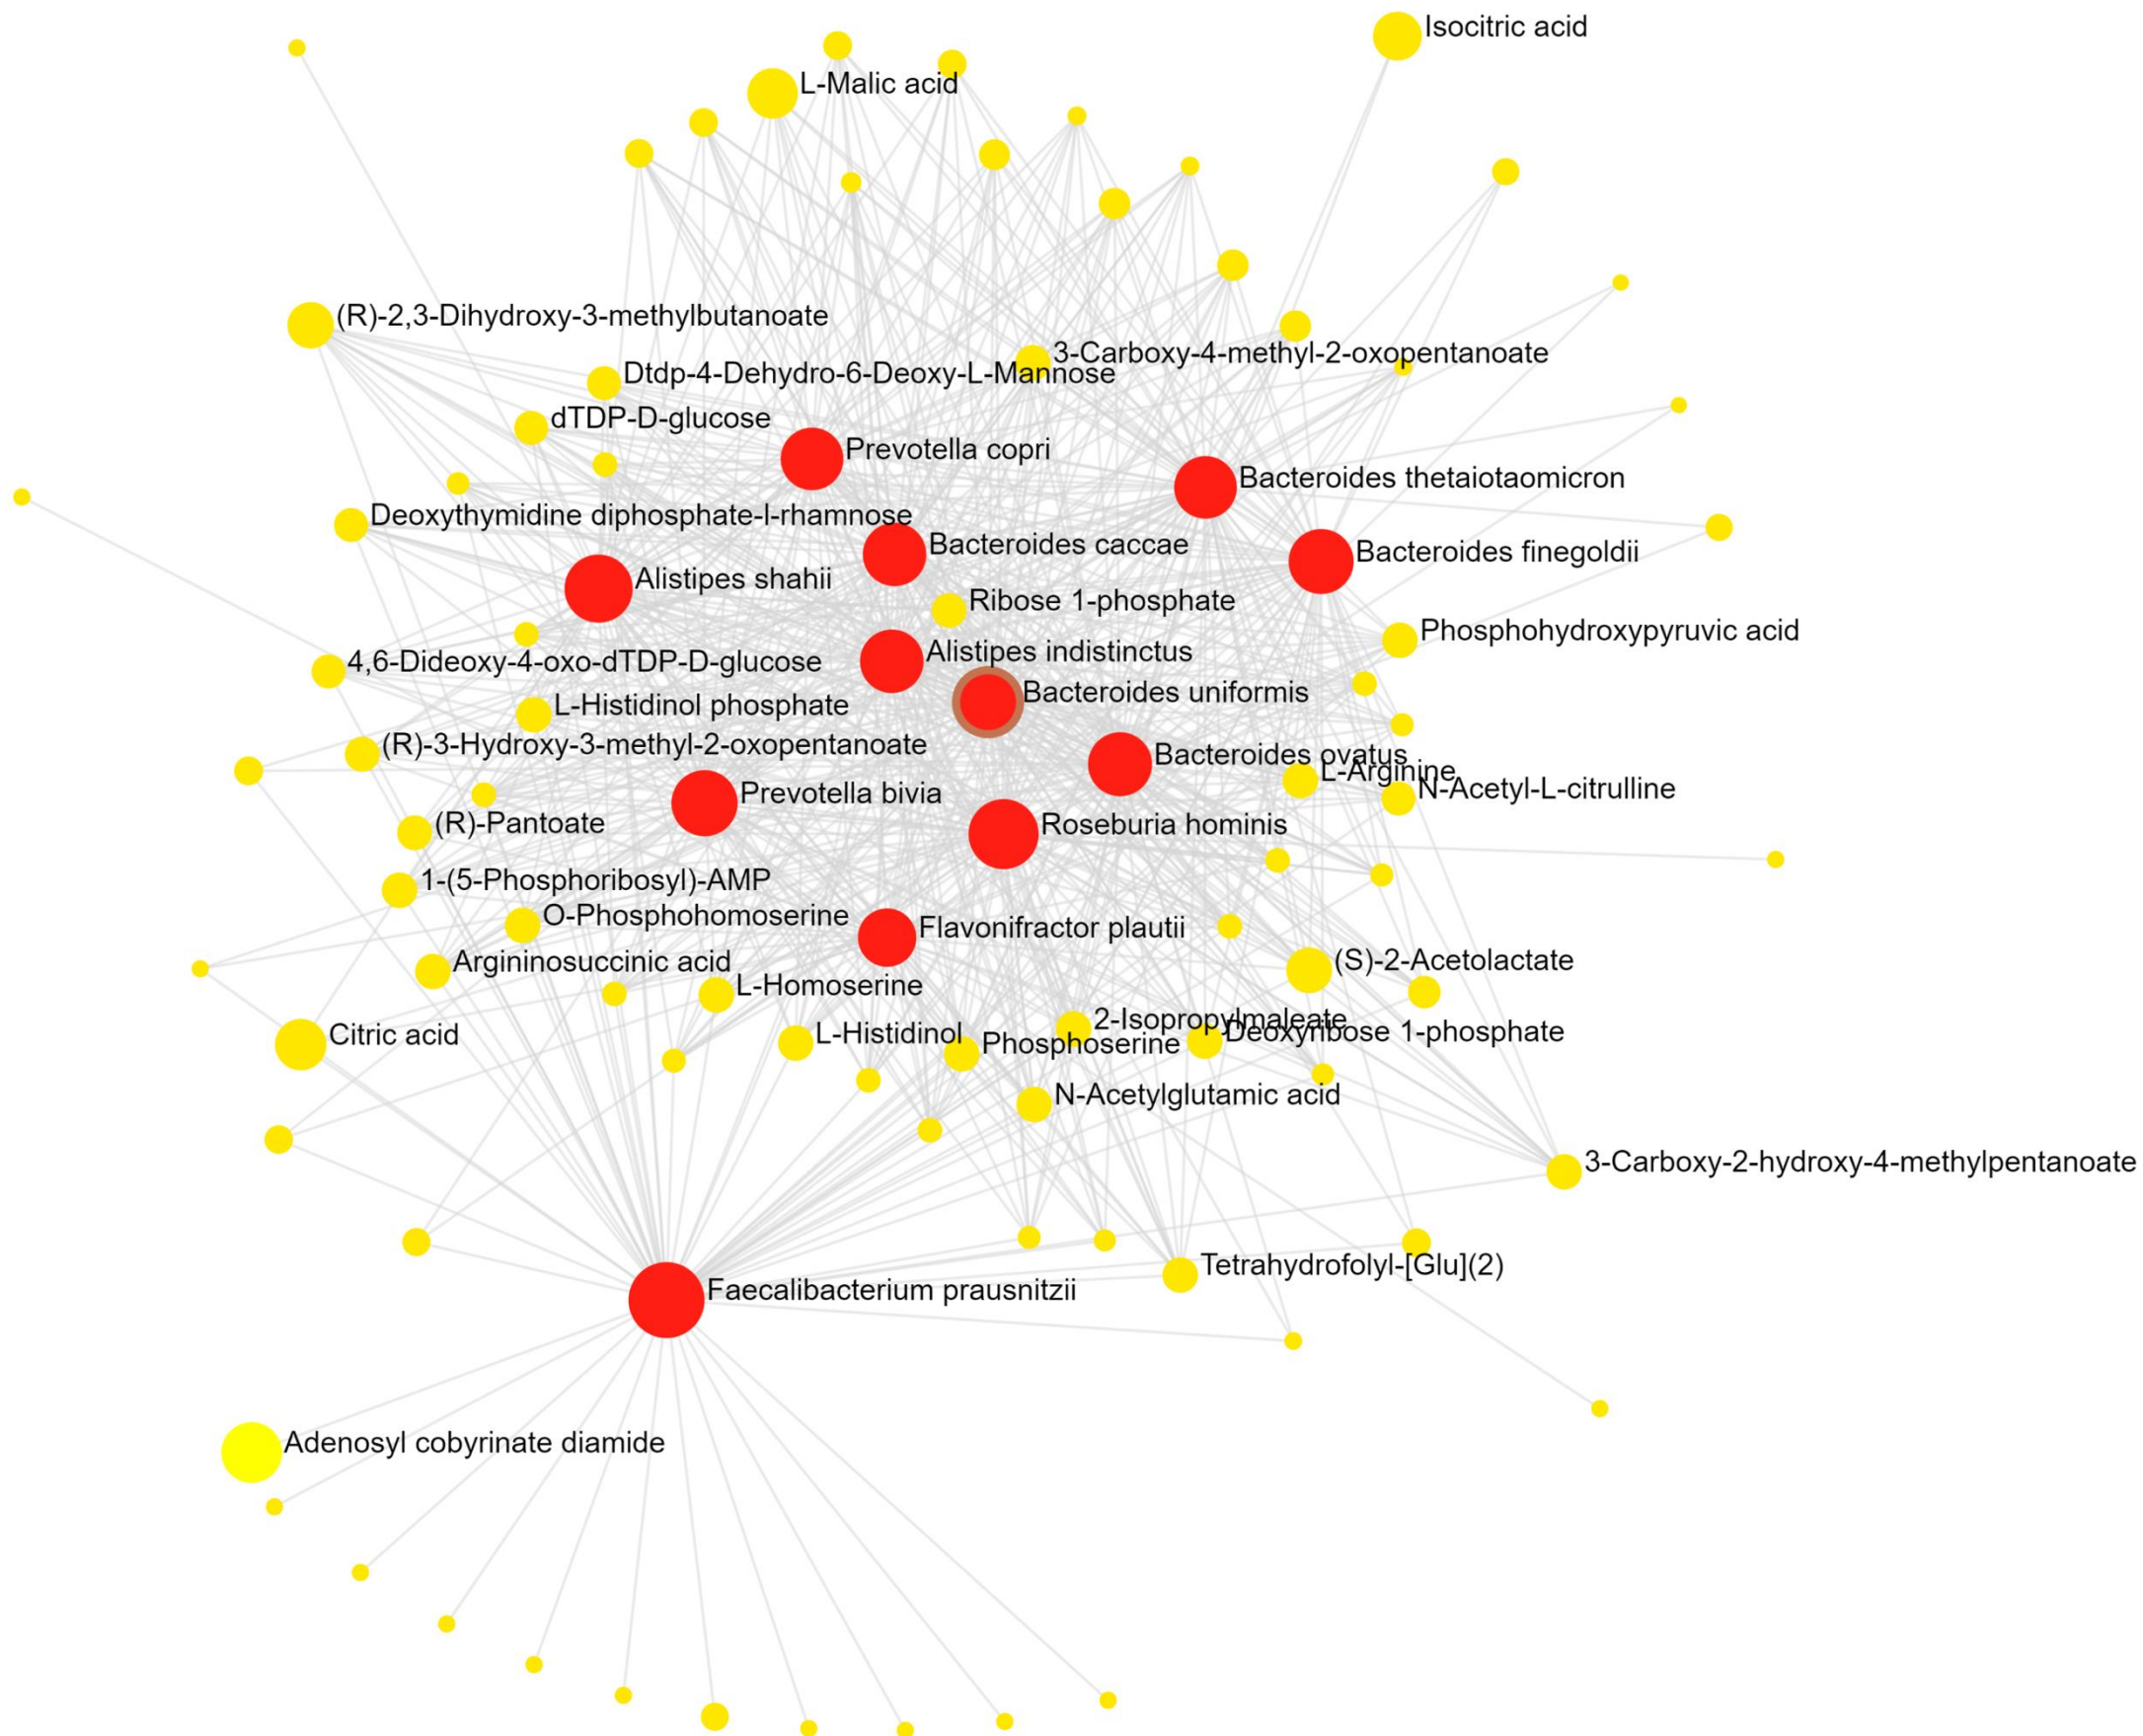 Isocitric acid
L-Malic acid
(R)-2,3-Dihydroxy-3-methylbutanoate
3-Carboxy-4-methyl-2-oxopentanoate
Dtdp-4-Dehydro-6-Deoxy-L-Mannose
dTDP-D-glucose
Prevotella copri
Bacteroides thetaiotaomicron
Deoxythymidine diphosphate-l-rhamnose
Bacteroides caccae
Bacteroides finegoldii
Alistipes shahii
Ribose 1-phosphate
Phosphohydroxypyruvic acid
Alistipes indistinctus
4,6-Dideoxy-4-oxo-dTDP-D-glucose
Bacteroides uniformis
L-Histidinol phosphate
(R)-3-Hydroxy-3-methyl-2-oxopentanoate
Bacteroides ovatus
L-Arginine
N-Acetyl-L-citrulline
Prevotella bivia
(R)-Pantoate
Roseburia hominis
1-(5-Phosphoribosyl)-AMP
O-Phosphohomoserine
Flavonifractor plautii
Argininosuccinic acid
(S)-2-Acetolactate
L-Homoserine
2-Isopropylmaleate
Citric acid
L-Histidinol
Deoxyribose 1-phosphate
Phosphoserine
N-Acetylglutamic acid
3-Carboxy-2-hydroxy-4-methylpentanoate
Tetrahydrofolyl-[Glu](2)
Faecalibacterium prausnitzii
Adenosyl cobyrinate diamide